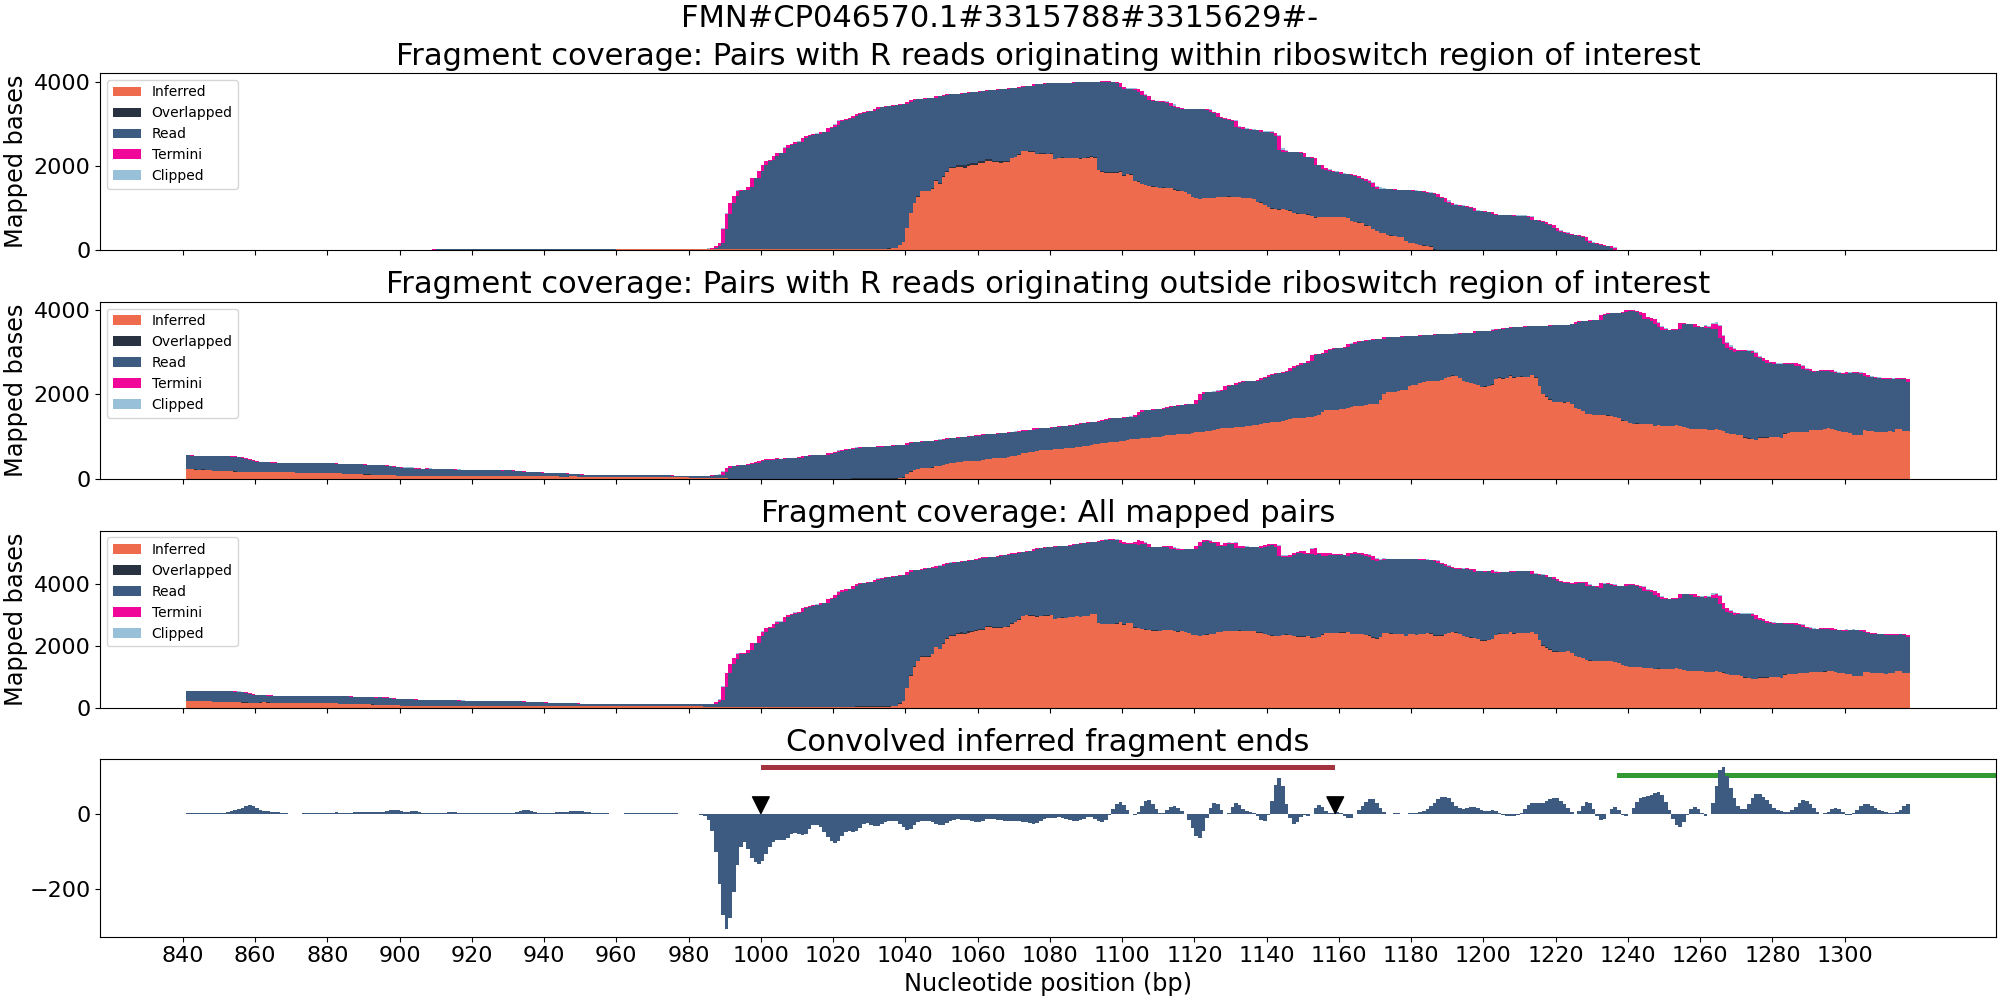 FMN#CP046570.1#3315788#3315629#-
Fragment coverage: Pairs with R reads originating within riboswitch region of interest
Mapped bases
4000
2000
0
Inferred
Overlapped
Read
Termini
Clipped
Fragment coverage: Pairs with R reads originating outside riboswitch region of interest
Mapped bases
4000
2000
0
Inferred
Overlapped
Read
Termini
Clipped
Fragment coverage: All mapped pairs
Mapped bases
4000
2000
0
Inferred
Overlapped
Read
Termini
Clipped
Convolved inferred fragment ends
0
−200
840 860 880 900 920 940 960 980 1000 1020 1040 1060 1080 1100 1120 1140 1160 1180 1200 1220 1240 1260 1280 1300
Nucleotide position (bp)